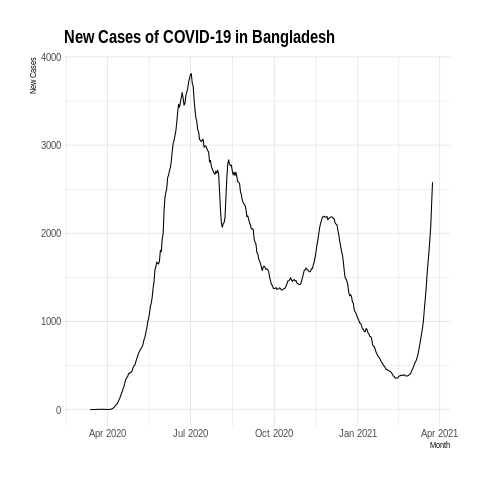 New Cases of COVID-19 in Bangladesh
New Cases
4000
3000
2000
1000
0
Apr 2020 Jul 2020 Oct 2020 Jan 2021 Apr 2021
Month